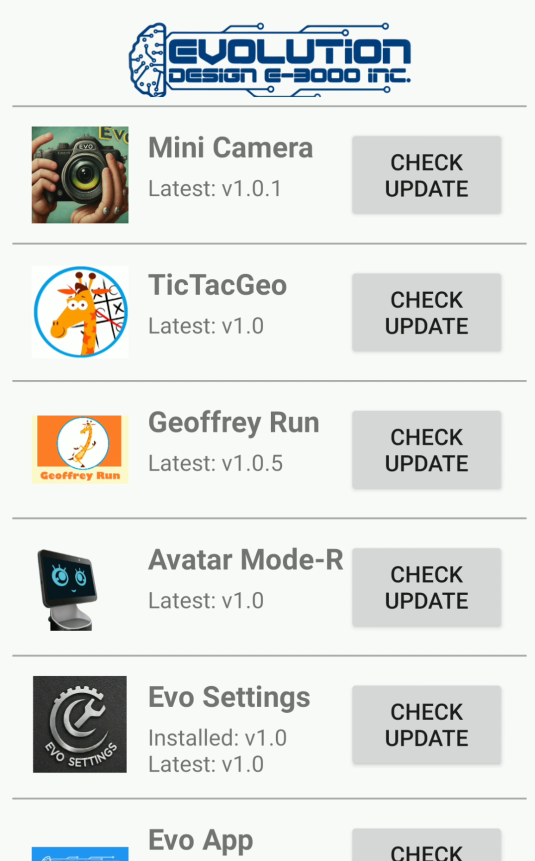 EVOLUTION
DESIGN E-3000 INC.
Evo
EVO
Mini Camera
Latest: v1.0.1
CHECK
UPDATE
TicTacGeo
Latest: v1.0
CHECK
UPDATE
Geoffrey Run
Geoffrey Run
Latest: v1.0.5
CHECK
UPDATE
Avatar Mode-R
Latest: v1.0
CHECK
UPDATE
EVO SETTINGS
Evo Settings
Installed: v1.0
Latest: v1.0
CHECK
UPDATE
Evo App
CHECK